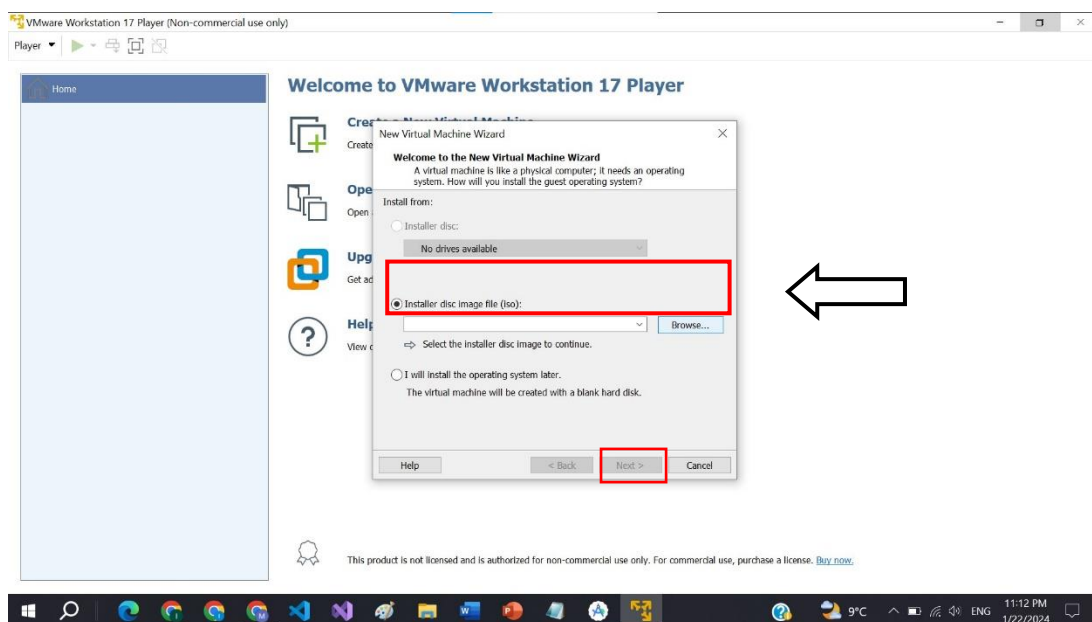 VMware Workstation 17 Player (Non-commercial use only)
Player
Home
Welcome to VMware Workstation 17 Player
Create a New Virtual Machine
Create
New Virtual Machine Wizard
Welcome to the New Virtual Machine Wizard
A virtual machine is like a physical computer; it needs an operating
system. How will you install the guest operating system?
Ope
Open
Install from:
Installer disc:
No drives available
Upg
Get ad
Installer disc image file (iso):
Browse...
Select the installer disc image to continue.
Help
View
I will install the operating system later.
The virtual machine will be created with a blank hard disk.
Help
< Back
Next >
Cancel
This product is not licensed and is authorized for non-commercial use only. For commercial use, purchase a license. Buy now.
9°C
ENG
11:12 PM
1/22/2024